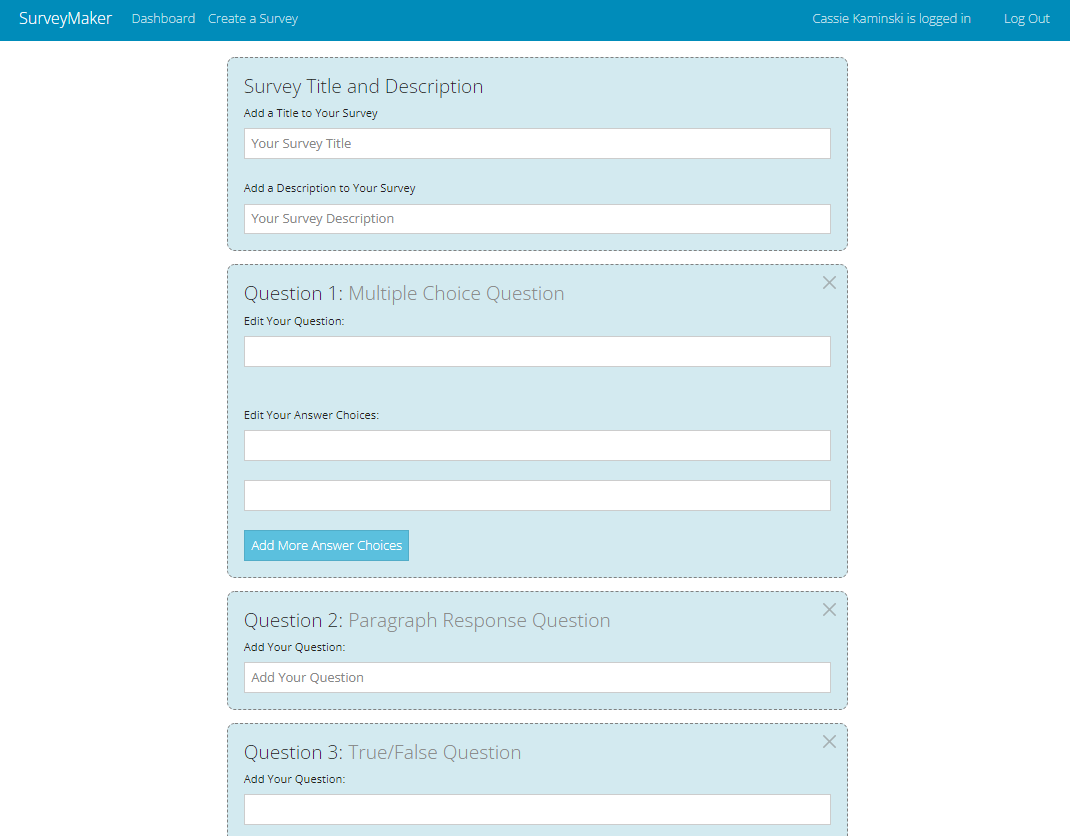 SurveyMaker Dashboard Create a Survey Cassie Kaminski is logged in Log Out
Survey Title and Description
Add a Title to Your Survey
Your Survey Title
Add a Description to Your Survey
Your Survey Description
Question 1: Multiple Choice Question
Edit Your Question:
Edit Your Answer Choices:
Add More Answer Choices
Question 2: Paragraph Response Question
Add Your Question:
Add Your Question
Question 3: True/False Question
Add Your Question: